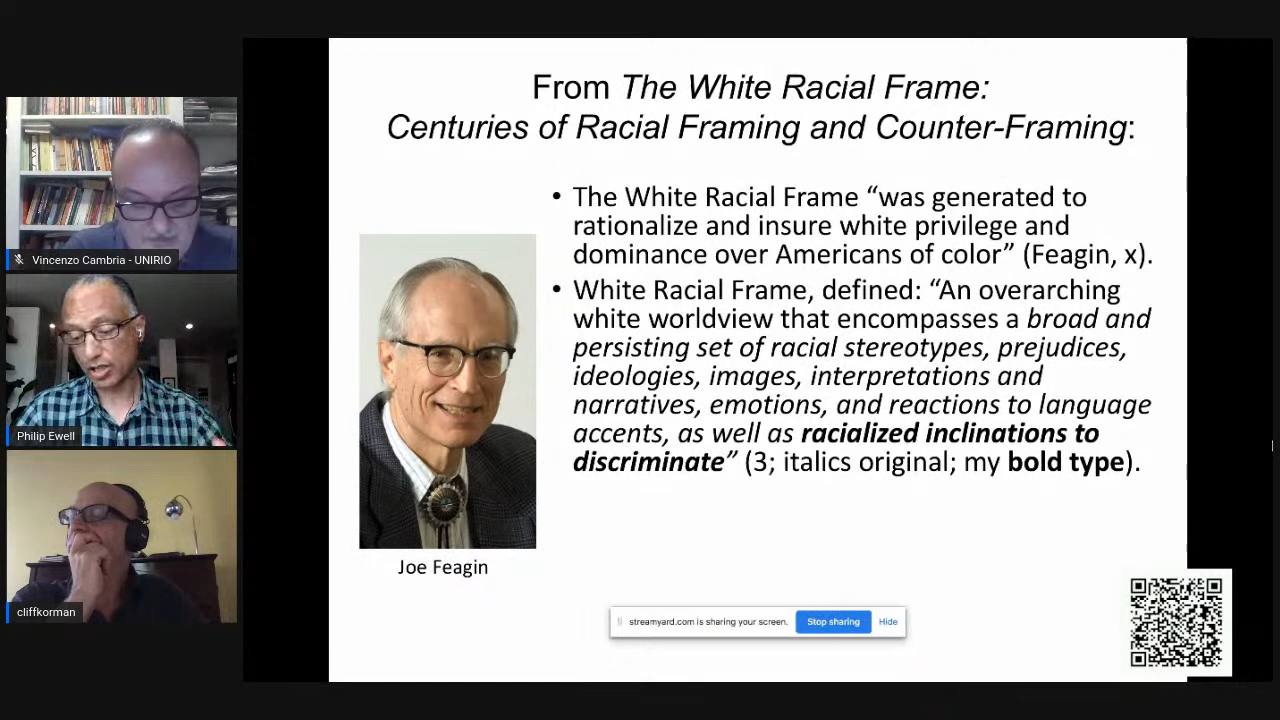 From The White Racial Frame:
Centuries of Racial Framing and Counter-Framing:
• The White Racial Frame “was generated to
rationalize and insure white privilege and
dominance over Americans of color” (Feagin, x).
• White Racial Frame, defined: “An overarching
white worldview that encompasses a broad and
persisting set of racial stereotypes, prejudices,
ideologies, images, interpretations and
narratives, emotions, and reactions to language
accents, as well as racialized inclinations to
discriminate” (3; italics original; my bold type).
Joe Feagin
streamyard.com is sharing your screen. Stop sharing Hide
Vincenzo Cambria - UNIRIO
Philip Ewell
cliffkorman